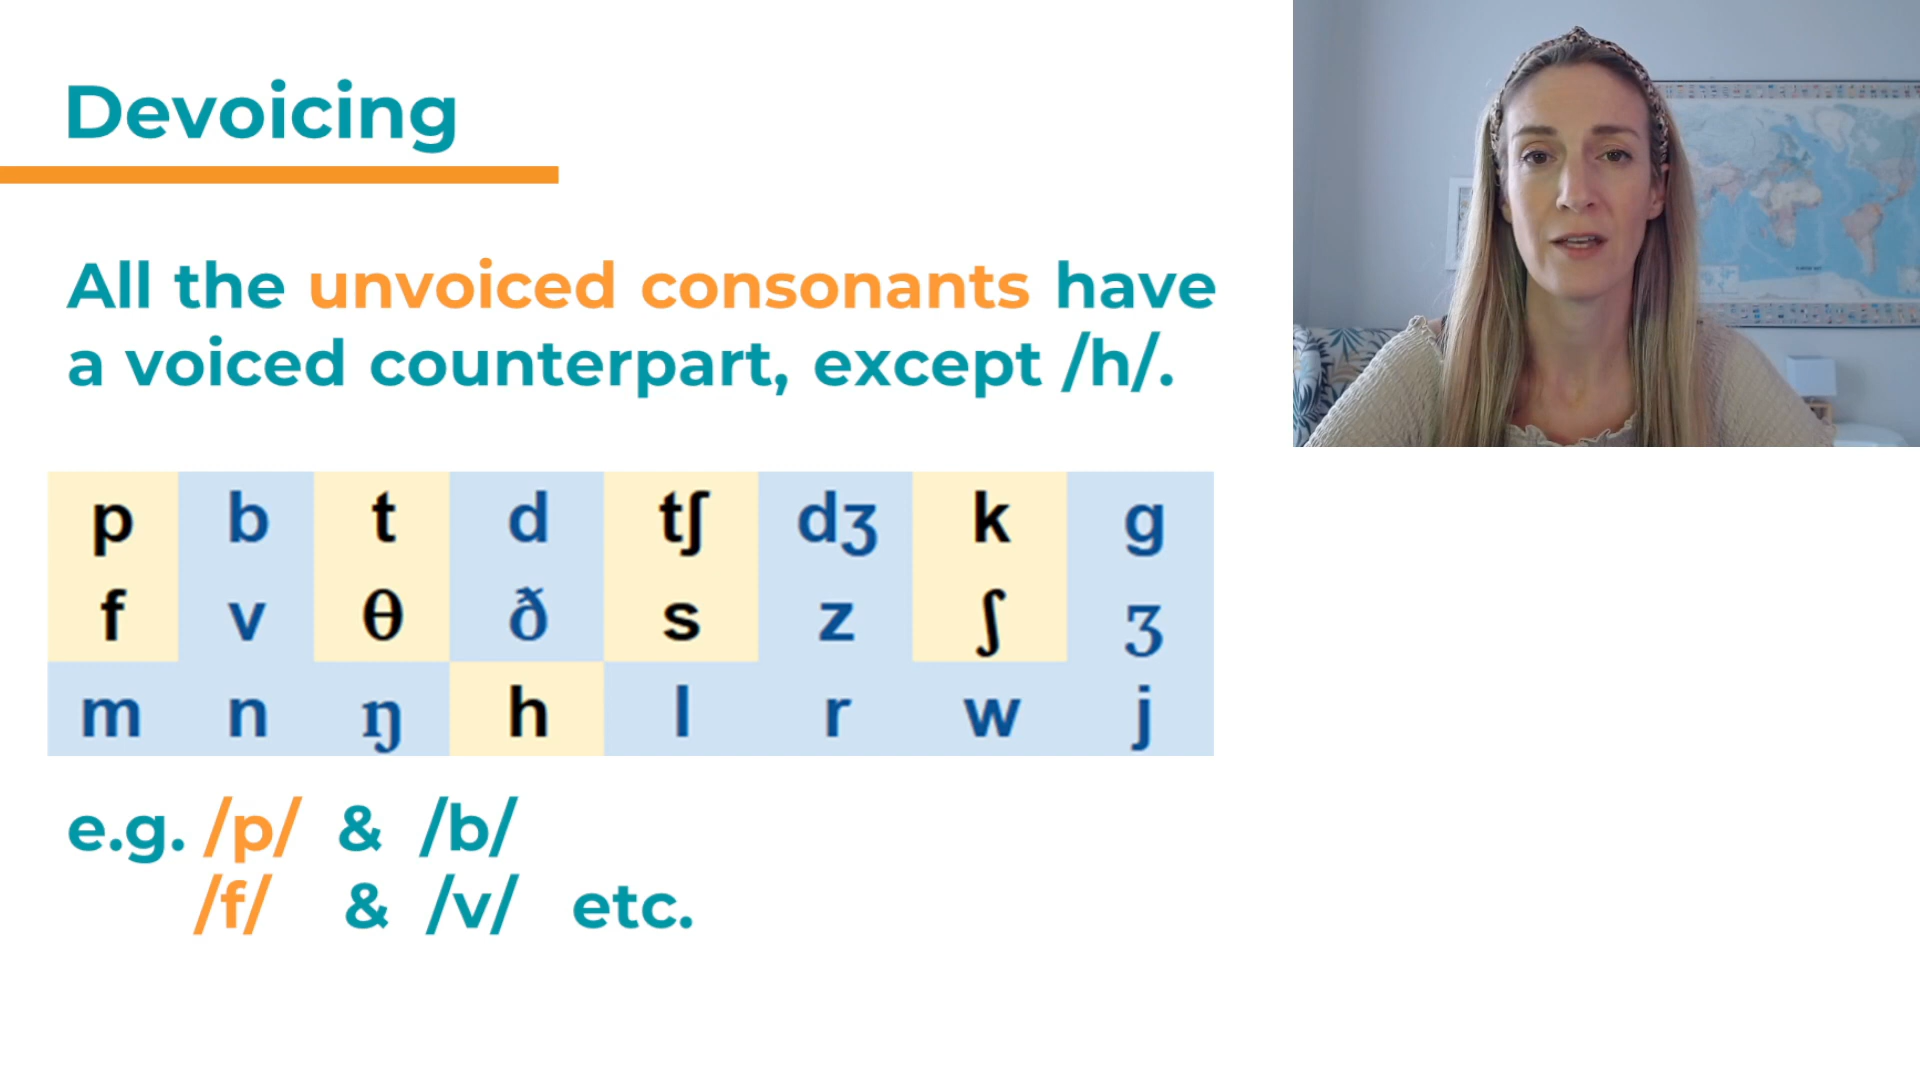 Devoicing
All the unvoiced consonants have
a voiced counterpart, except /h/.
p b t d tʃ dʒ k g
f v θ ð s z ʃ ʒ
m n ŋ h l r w j
e.g. /p/ & /b/
/f/ & /v/ etc.